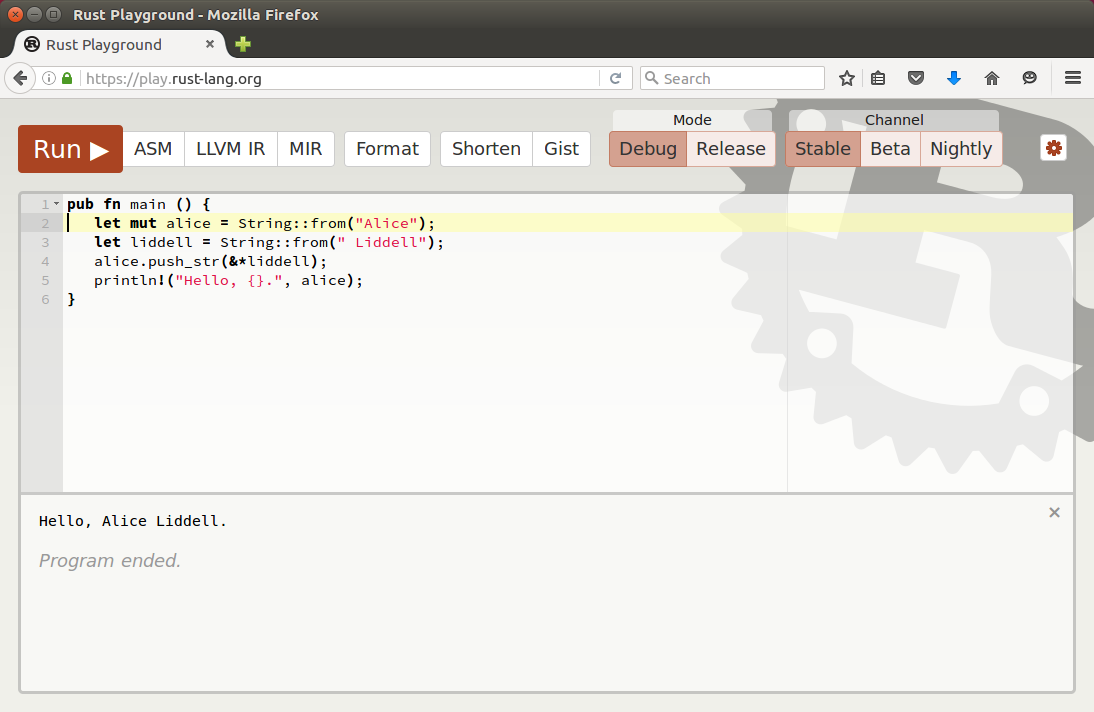 Rust Playground - Mozilla Firefox
Rust Playground
https://play.rust-lang.org
Search
Mode
Channel
Run ▶ ASM LLVM IR MIR Format Shorten Gist Debug Release Stable Beta Nightly
1 pub fn main () {
2    let mut alice = String::from("Alice");
3    let liddell = String::from(" Liddell");
4    alice.push_str(&*liddell);
5    println!("Hello, {}.", alice);
6 }
Hello, Alice Liddell.
Program ended.